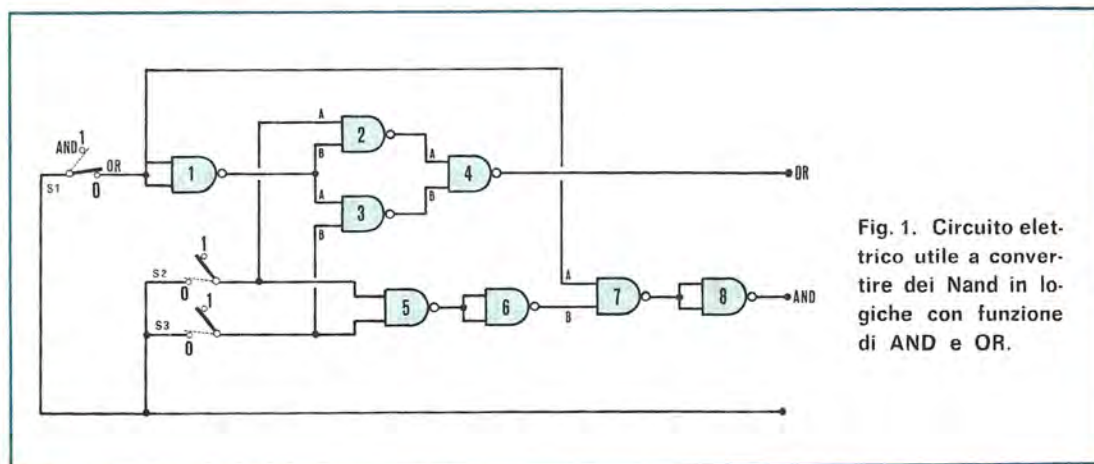 AND 1
OR
S1
0
1
A
B
2
A
B
3
A
B
4
OR
S2
1
0
S3
1
0
5
6
A
B
7
8
AND
Fig. 1. Circuito elet-
trico utile a conver-
tire dei Nand in lo-
giche con funzione
di AND e OR.